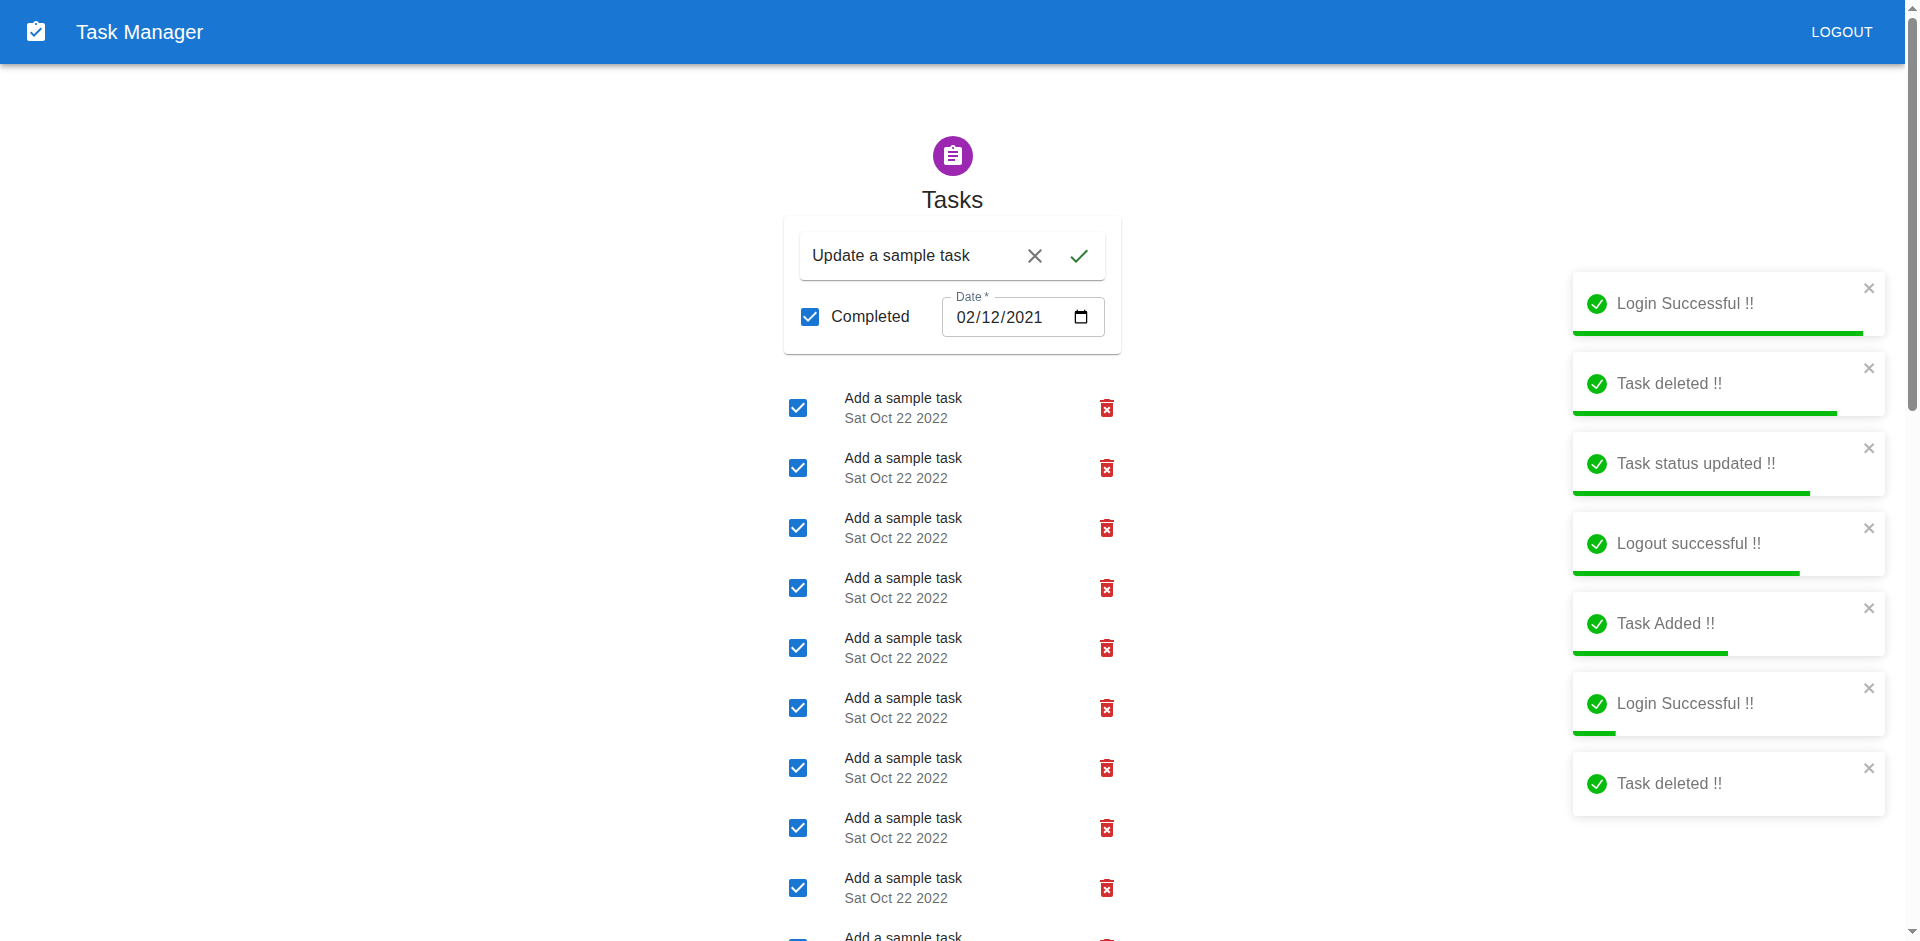 Task Manager
LOGOUT
Tasks
Update a sample task
Date *
Completed
02/12/2021
Add a sample task
Sat Oct 22 2022
Add a sample task
Sat Oct 22 2022
Add a sample task
Sat Oct 22 2022
Add a sample task
Sat Oct 22 2022
Add a sample task
Sat Oct 22 2022
Add a sample task
Sat Oct 22 2022
Add a sample task
Sat Oct 22 2022
Add a sample task
Sat Oct 22 2022
Add a sample task
Sat Oct 22 2022
Add a sample task
Login Successful !!
Task deleted !!
Task status updated !!
Logout successful !!
Task Added !!
Login Successful !!
Task deleted !!